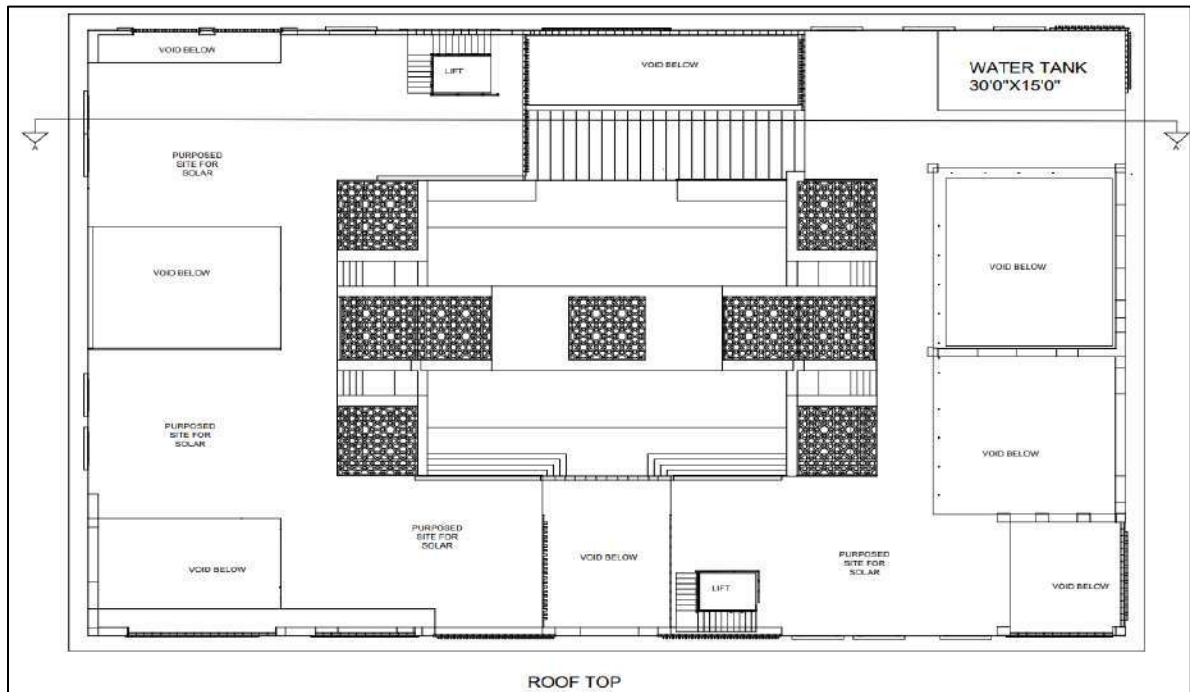 VOID BELOW
LIFT
VOID BELOW
WATER TANK
30'0"X15'0"
A
A
PURPOSED
SITE FOR
SOLAR
VOID BELOW
VOID BELOW
PURPOSED
SITE FOR
SOLAR
VOID BELOW
PURPOSED
SITE FOR
SOLAR
VOID BELOW
VOID BELOW
LIFT
PURPOSED
SITE FOR
SOLAR
VOID BELOW
ROOF TOP